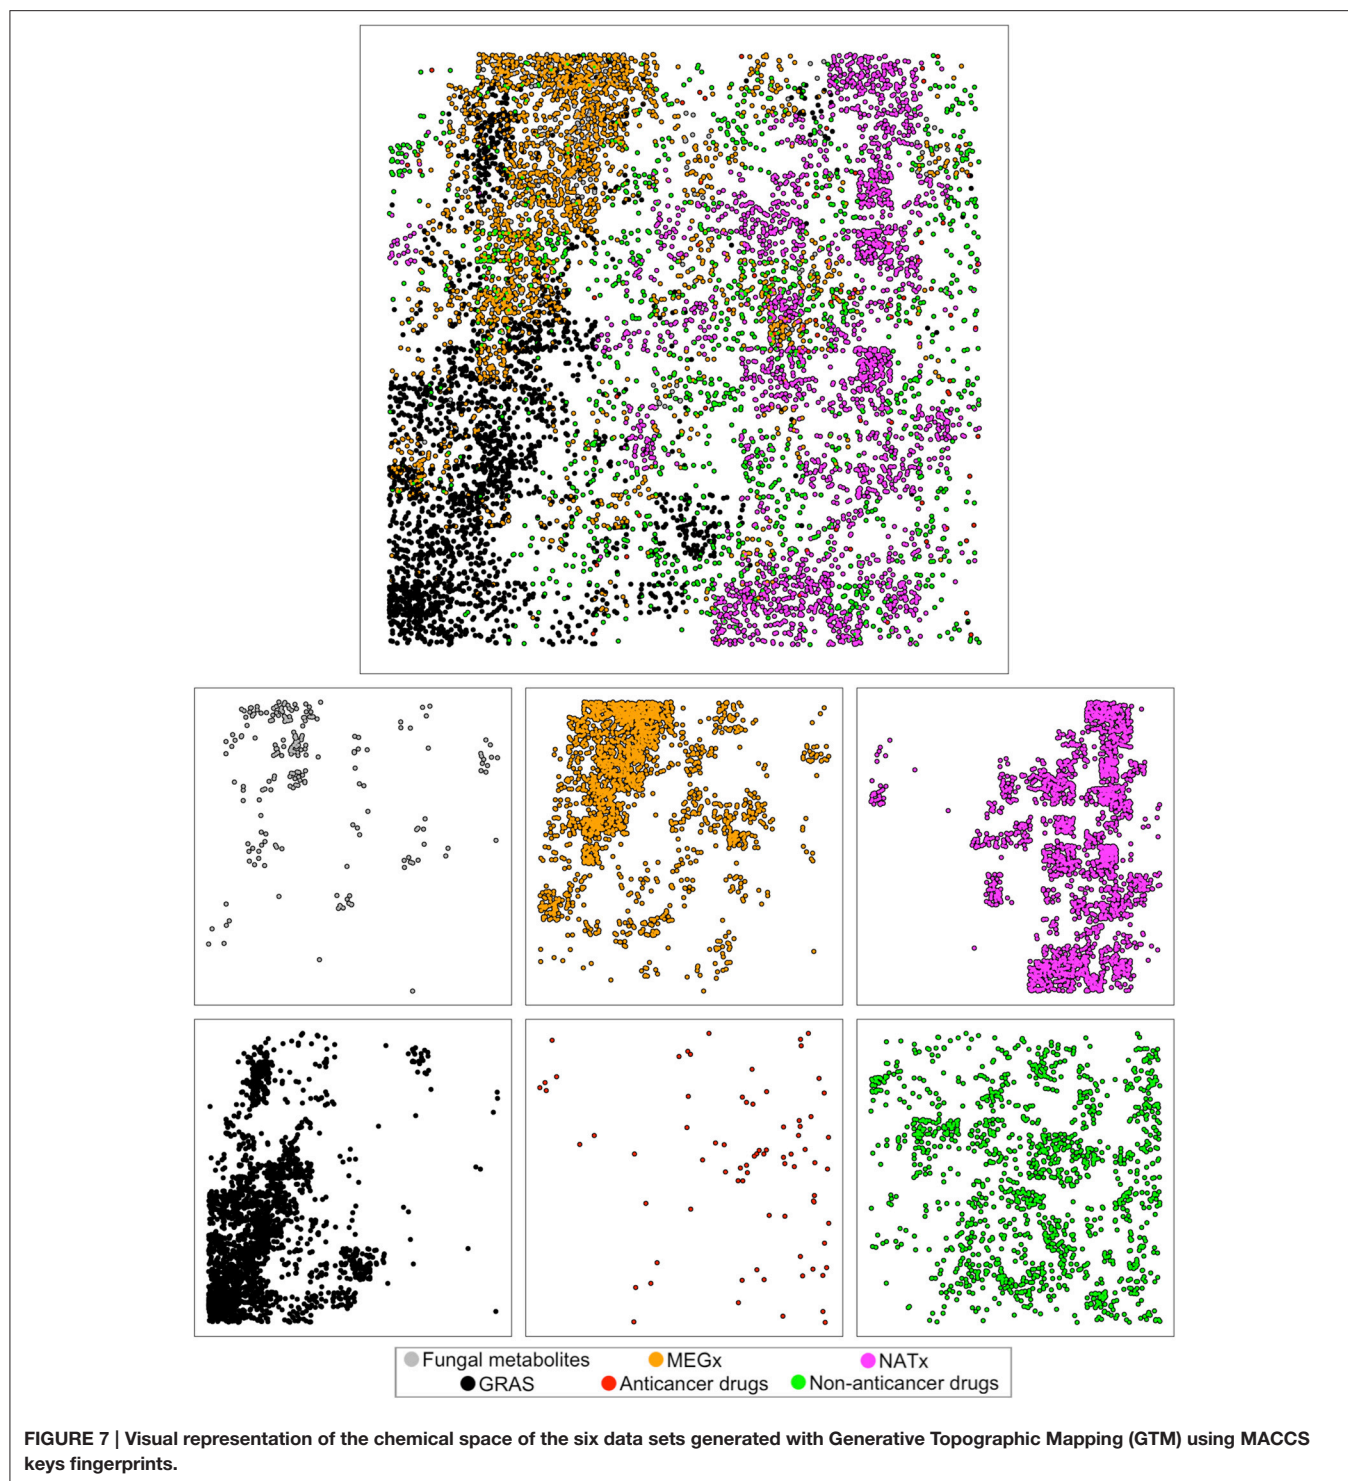 Fungal metabolites MEGx NATx
GRAS Anticancer drugs Non-anticancer drugs
FIGURE 7 | Visual representation of the chemical space of the six data sets generated with Generative Topographic Mapping (GTM) using MACCS
keys fingerprints.